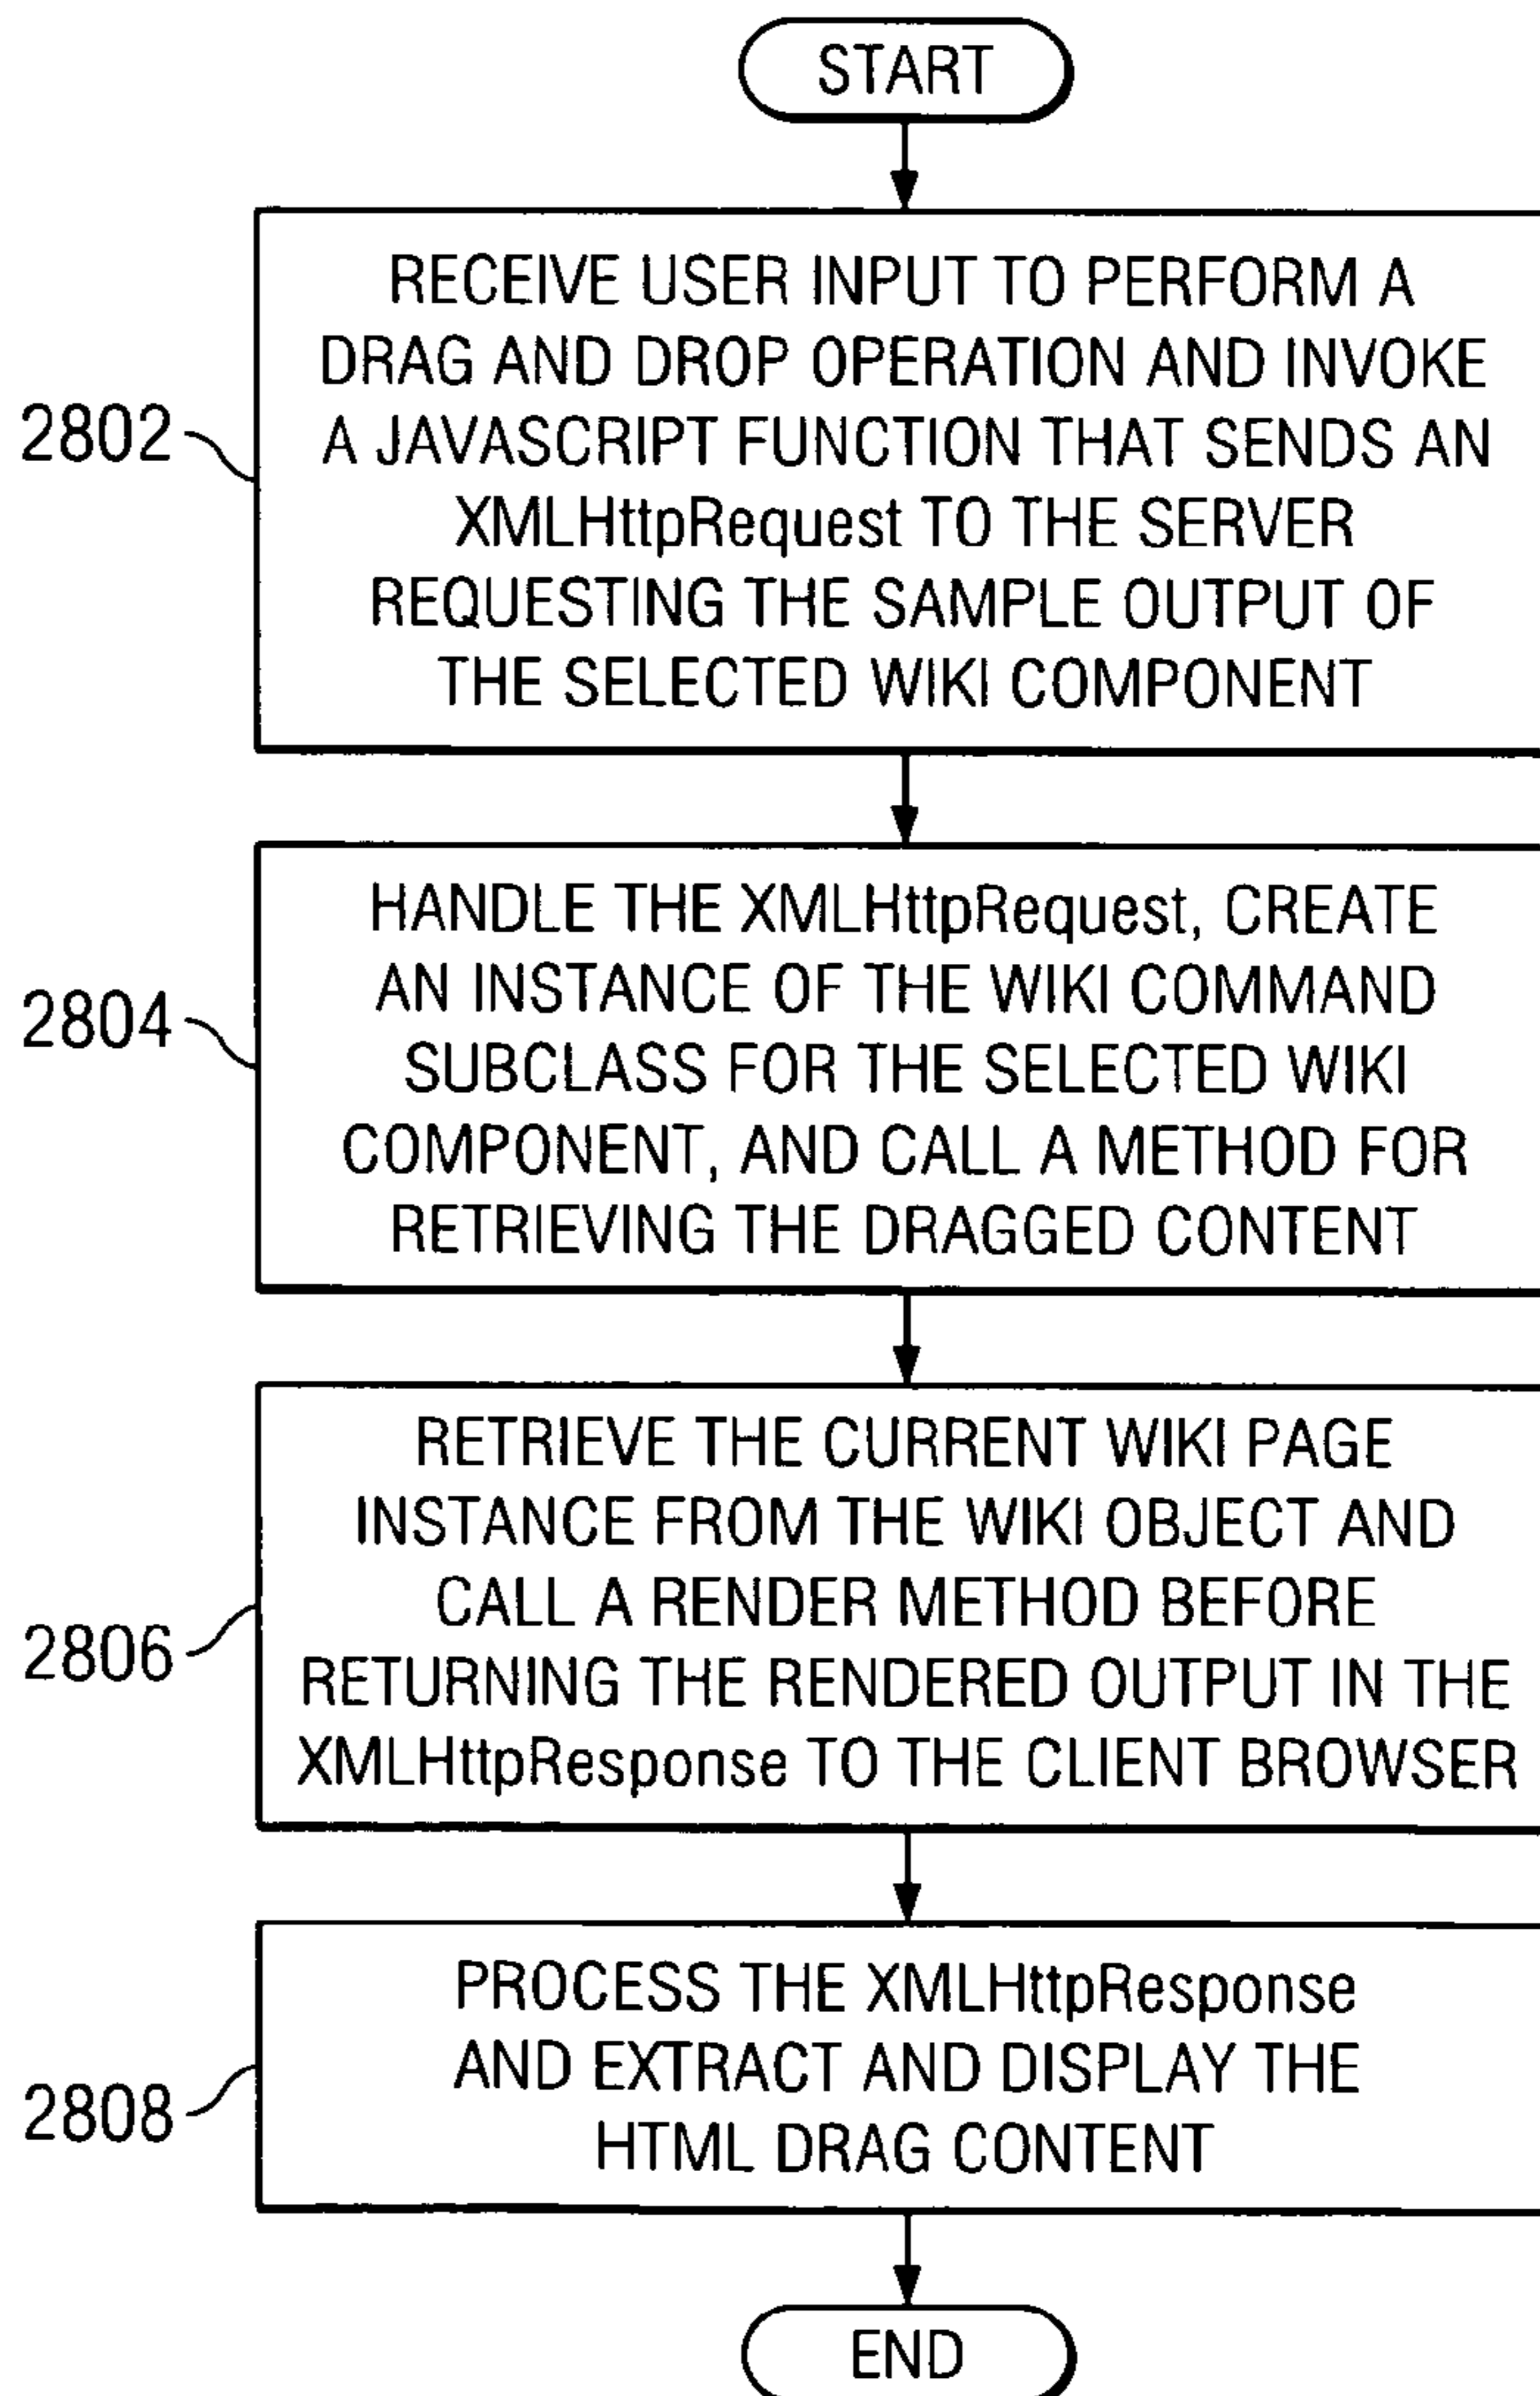 START
RECEIVE USER INPUT TO PERFORM A
DRAG AND DROP OPERATION AND INVOKE
A JAVASCRIPT FUNCTION THAT SENDS AN
XMLHttpRequest TO THE SERVER
REQUESTING THE SAMPLE OUTPUT OF
THE SELECTED WIKI COMPONENT
2802
HANDLE THE XMLHttpRequest, CREATE
AN INSTANCE OF THE WIKI COMMAND
SUBCLASS FOR THE SELECTED WIKI
COMPONENT, AND CALL A METHOD FOR
RETRIEVING THE DRAGGED CONTENT
2804
RETRIEVE THE CURRENT WIKI PAGE
INSTANCE FROM THE WIKI OBJECT AND
CALL A RENDER METHOD BEFORE
RETURNING THE RENDERED OUTPUT IN THE
XMLHttpResponse TO THE CLIENT BROWSER
2806
PROCESS THE XMLHttpResponse
AND EXTRACT AND DISPLAY THE
HTML DRAG CONTENT
2808
END